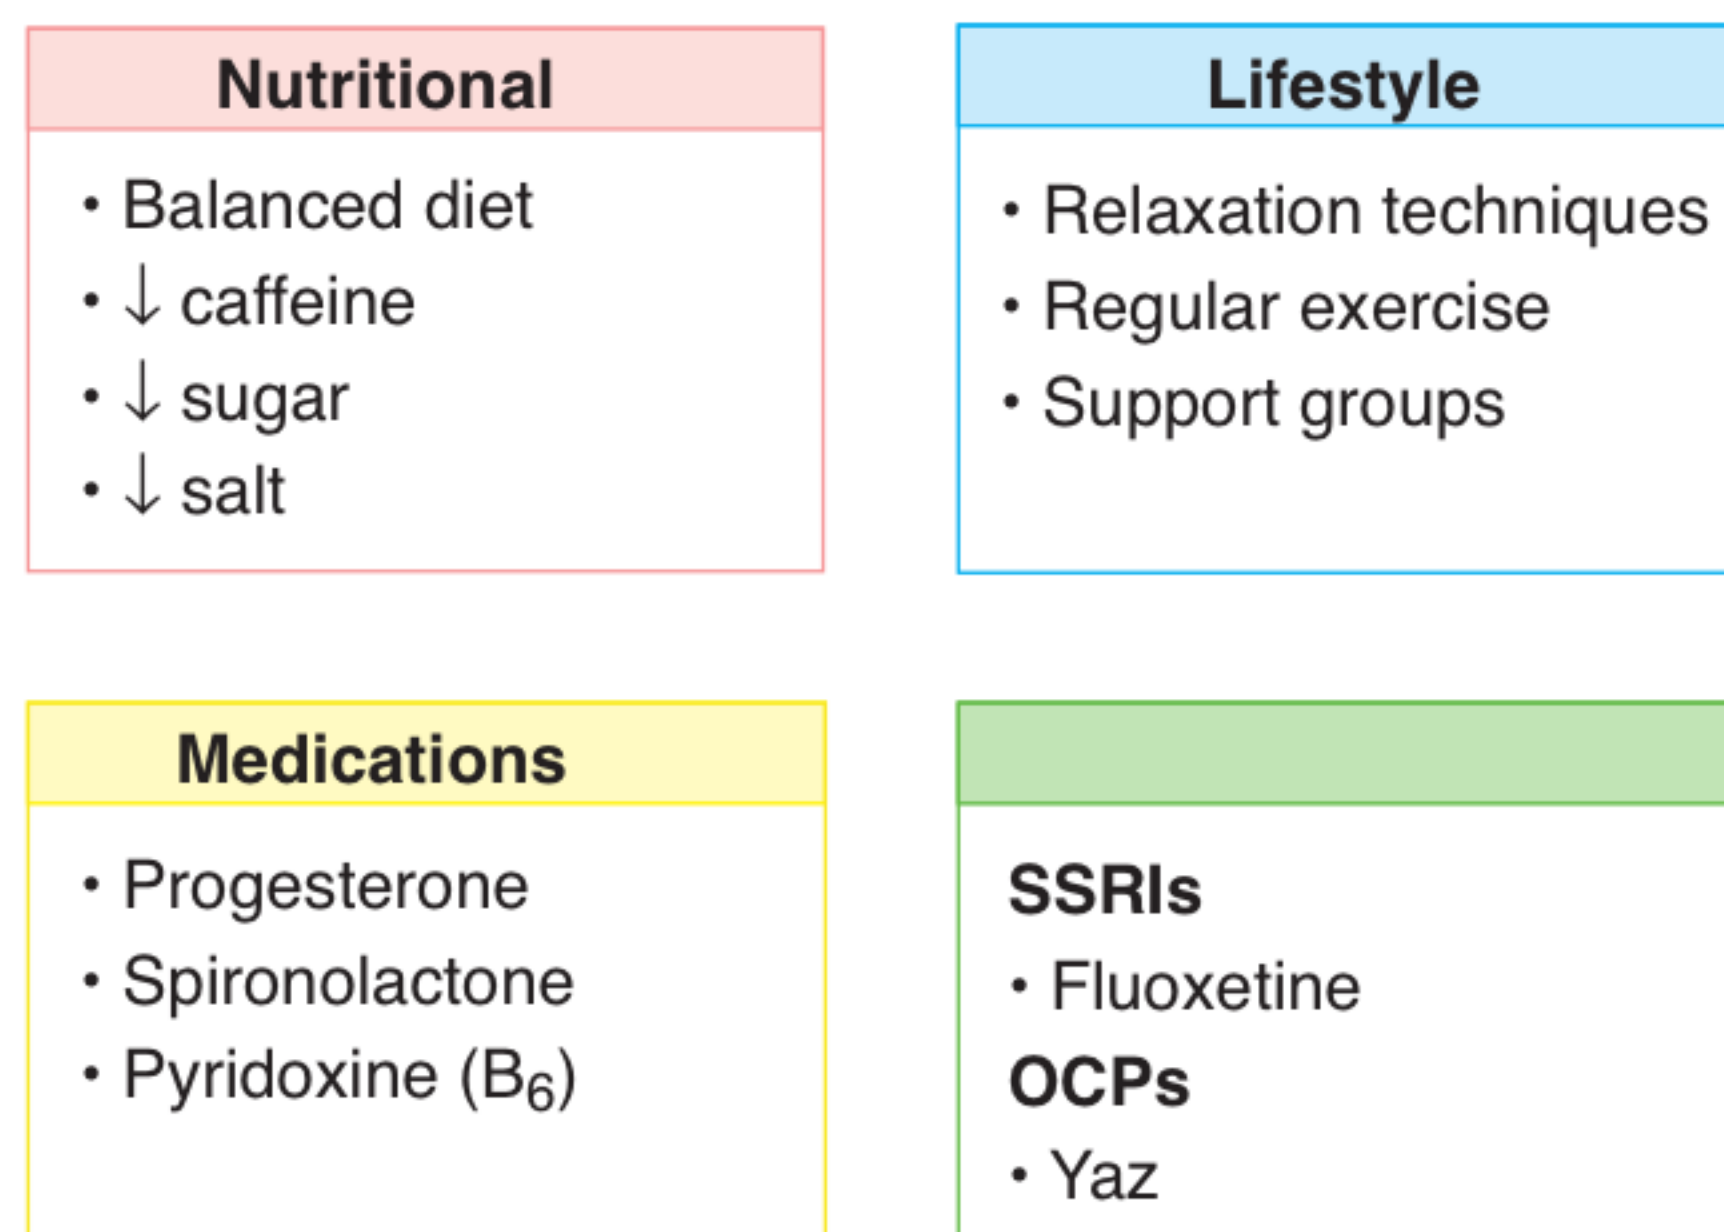 Nutritional
• Balanced diet
• ↓ caffeine
• ↓ sugar
• ↓ salt
Lifestyle
• Relaxation techniques
• Regular exercise
• Support groups
Medications
• Progesterone
• Spironolactone
• Pyridoxine (B₆)
SSRIs
• Fluoxetine
OCPs
• Yaz